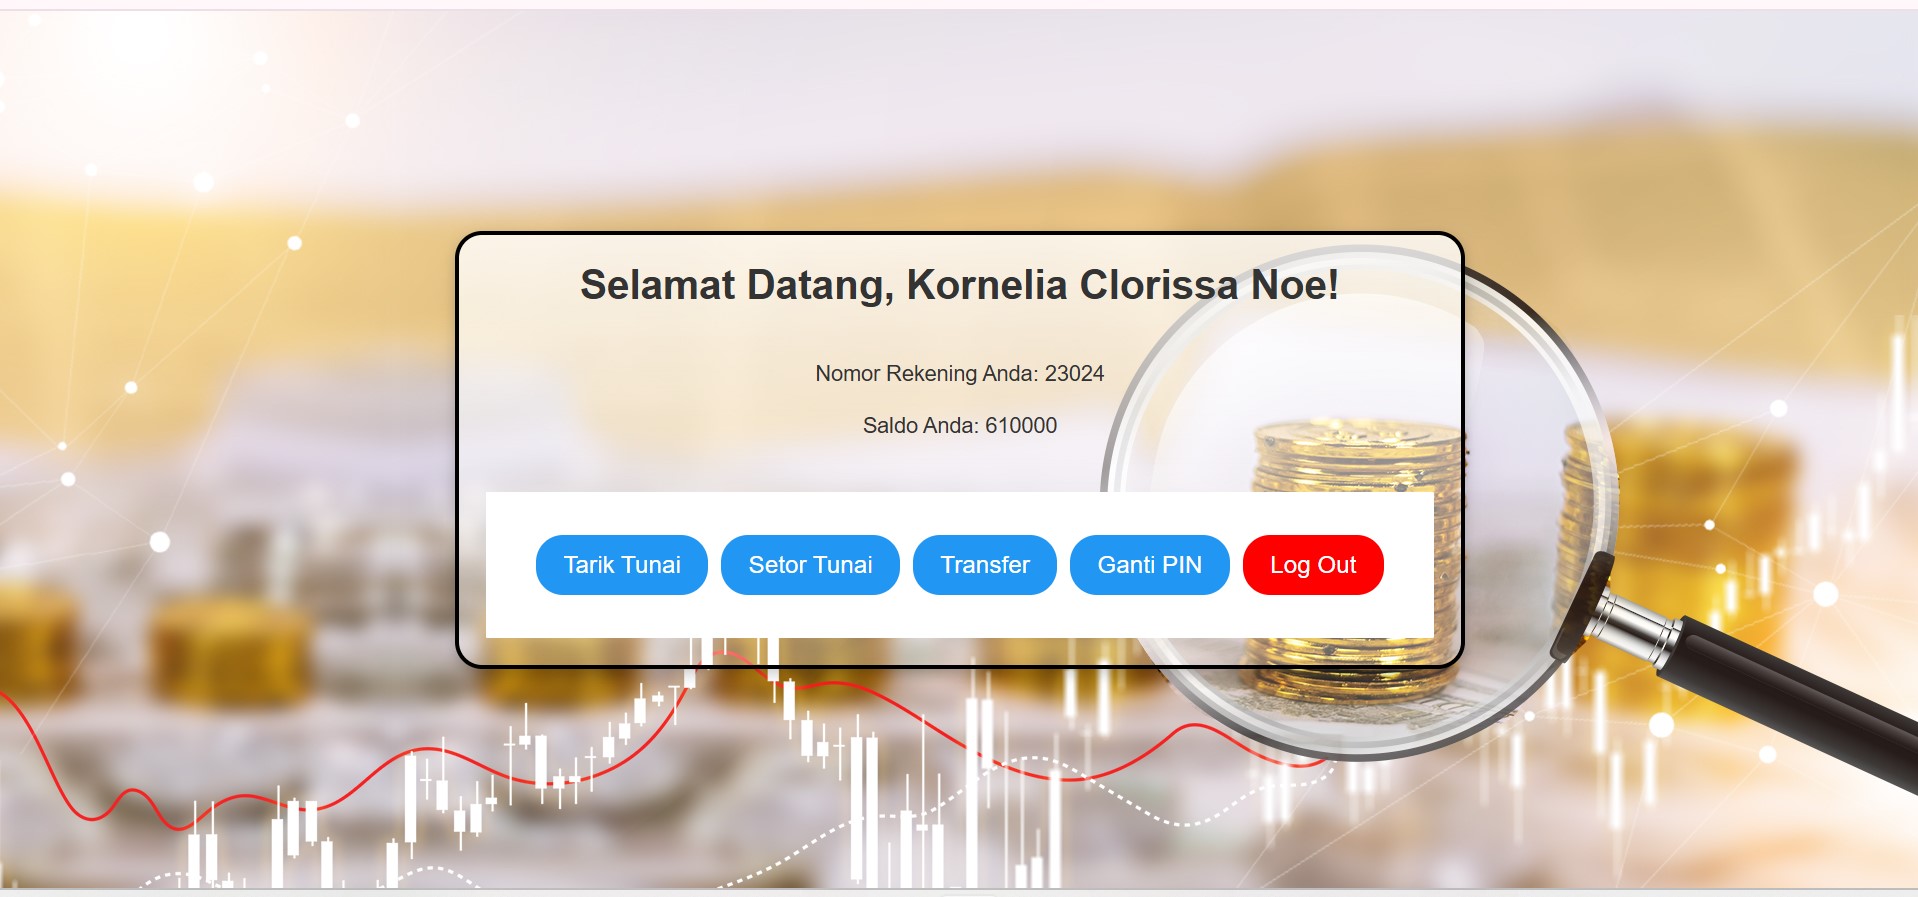 Selamat Datang, Kornelia Clorissa Noe!
Nomor Rekening Anda: 23024
Saldo Anda: 610000
Tarik Tunai Setor Tunai Transfer Ganti PIN Log Out